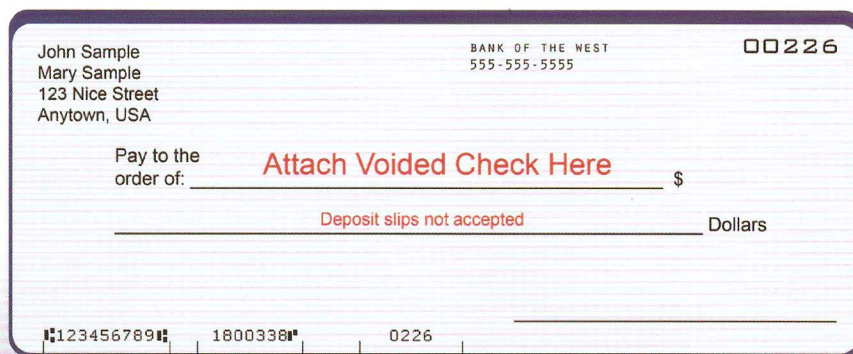 John Sample
Mary Sample
123 Nice Street
Anytown, USA
BANK OF THE WEST
555-555-5555
00226
Pay to the
order of:
Attach Voided Check Here
$
Deposit slips not accepted
Dollars
⑆123456789⑆ 1800338⑈ 0226